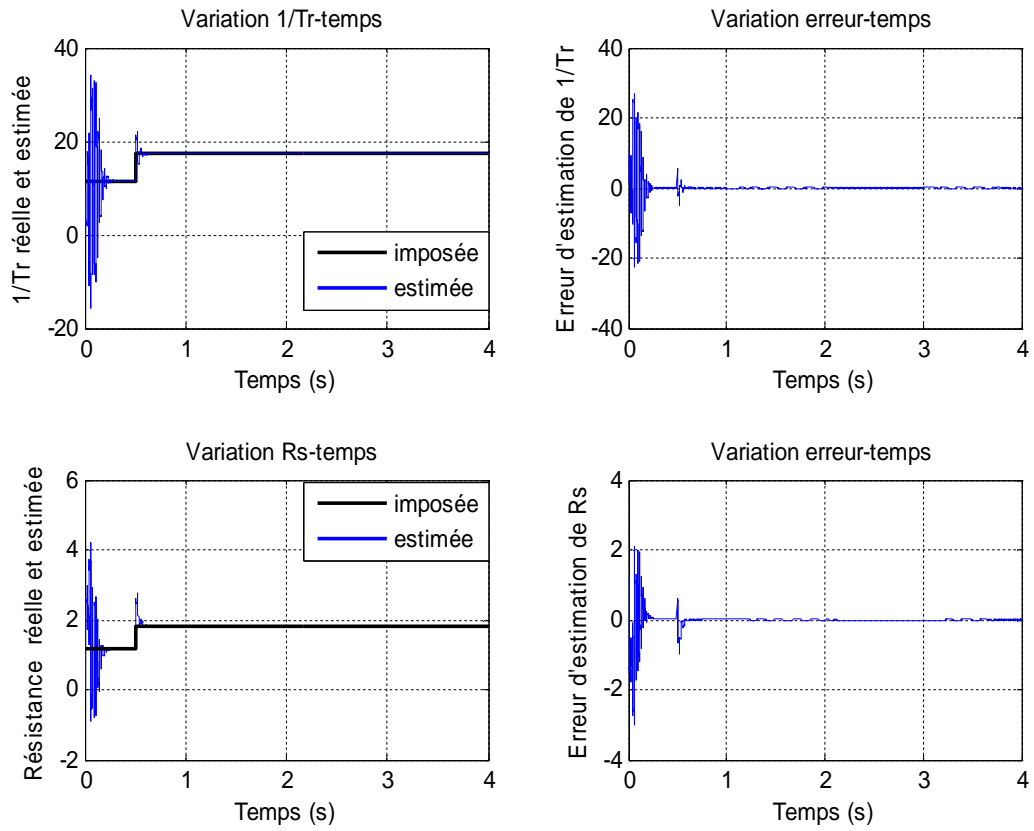 Variation 1/Tr-temps
1/Tr réelle et estimée
40
20
0
-20
0
1
2
3
4
imposée
estimée
Temps (s)
Variation erreur-temps
Erreur d'estimation de 1/Tr
40
20
0
-20
-40
0
1
2
3
4
Temps (s)
Variation Rs-temps
Résistance réelle et estimée
6
4
2
0
-2
0
1
2
3
4
imposée
estimée
Temps (s)
Variation erreur-temps
Erreur d'estimation de Rs
4
2
0
-2
-4
0
1
2
3
4
Temps (s)